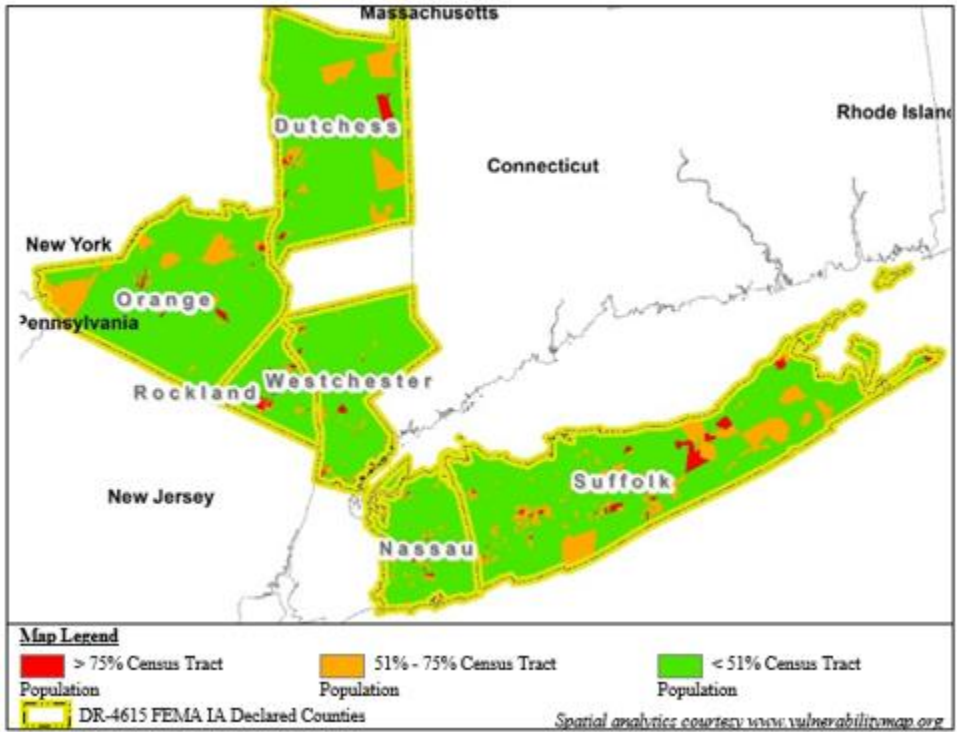 Massachusetts
Rhode Islan
Dutchess
Connecticut
New York
Orange
Pennsylvania
Rockland
Westchester
Suffolk
New Jersey
Nassau
Map Legend
> 75% Census Tract Population
51% - 75% Census Tract Population
< 51% Census Tract Population
DR-4615 FEMA IA Declared Counties
Spatial analytics courtesy www.vulnerabilitymap.org